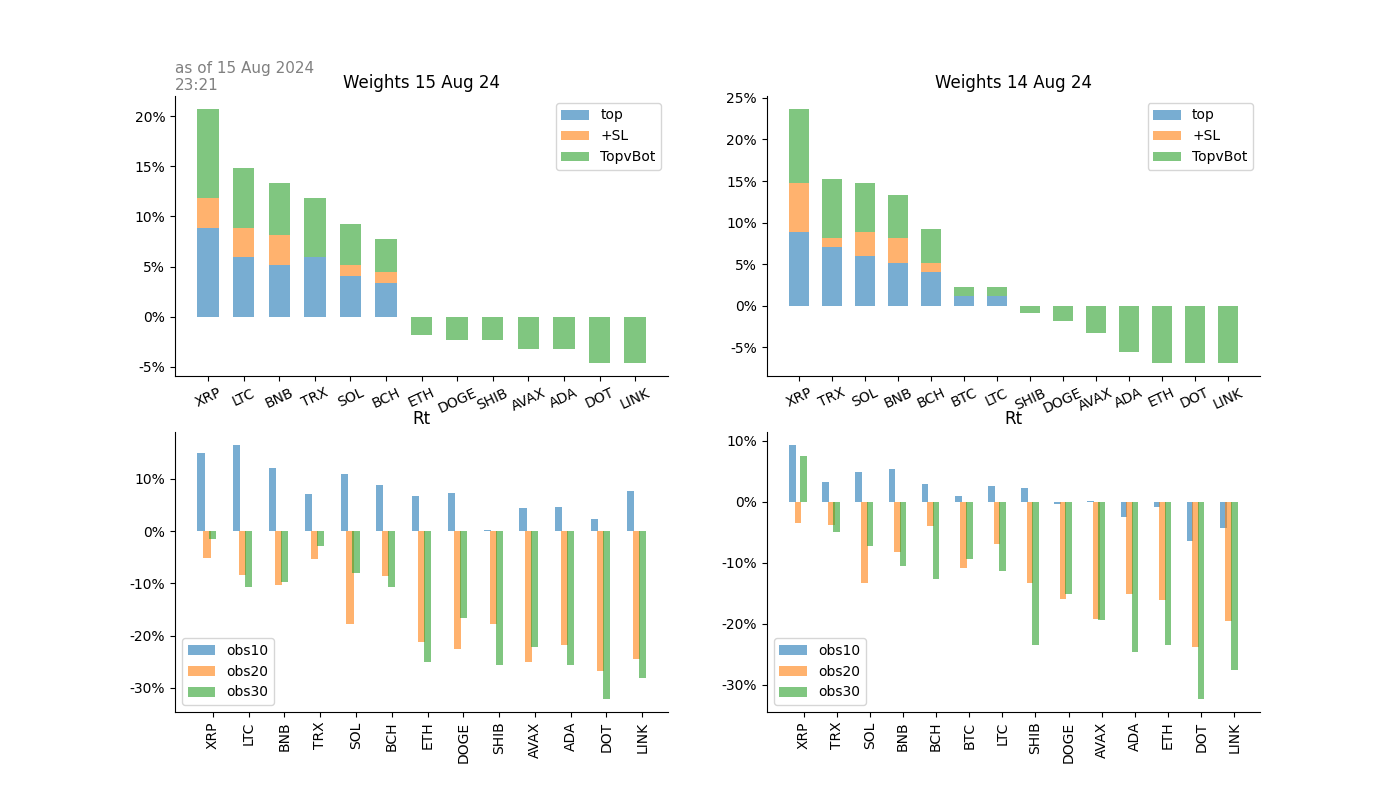 as of 15 Aug 2024
23:21
Weights 15 Aug 24
20%
15%
10%
5%
0%
-5%
top
+SL
TopvBot
XRP LTC BNB TRX SOL BCH ETH DOGE SHIB AVAX ADA DOT LINK
Weights 14 Aug 24
25%
20%
15%
10%
5%
0%
-5%
top
+SL
TopvBot
XRP TRX SOL BNB BCH BTC LTC SHIB DOGE AVAX ADA ETH DOT LINK
Rt
10%
0%
-10%
-20%
-30%
obs10
obs20
obs30
XRP LTC BNB TRX SOL BCH ETH DOGE SHIB AVAX ADA DOT LINK
Rt
10%
0%
-10%
-20%
-30%
obs10
obs20
obs30
XRP TRX SOL BNB BCH BTC LTC SHIB DOGE AVAX ADA ETH DOT LINK